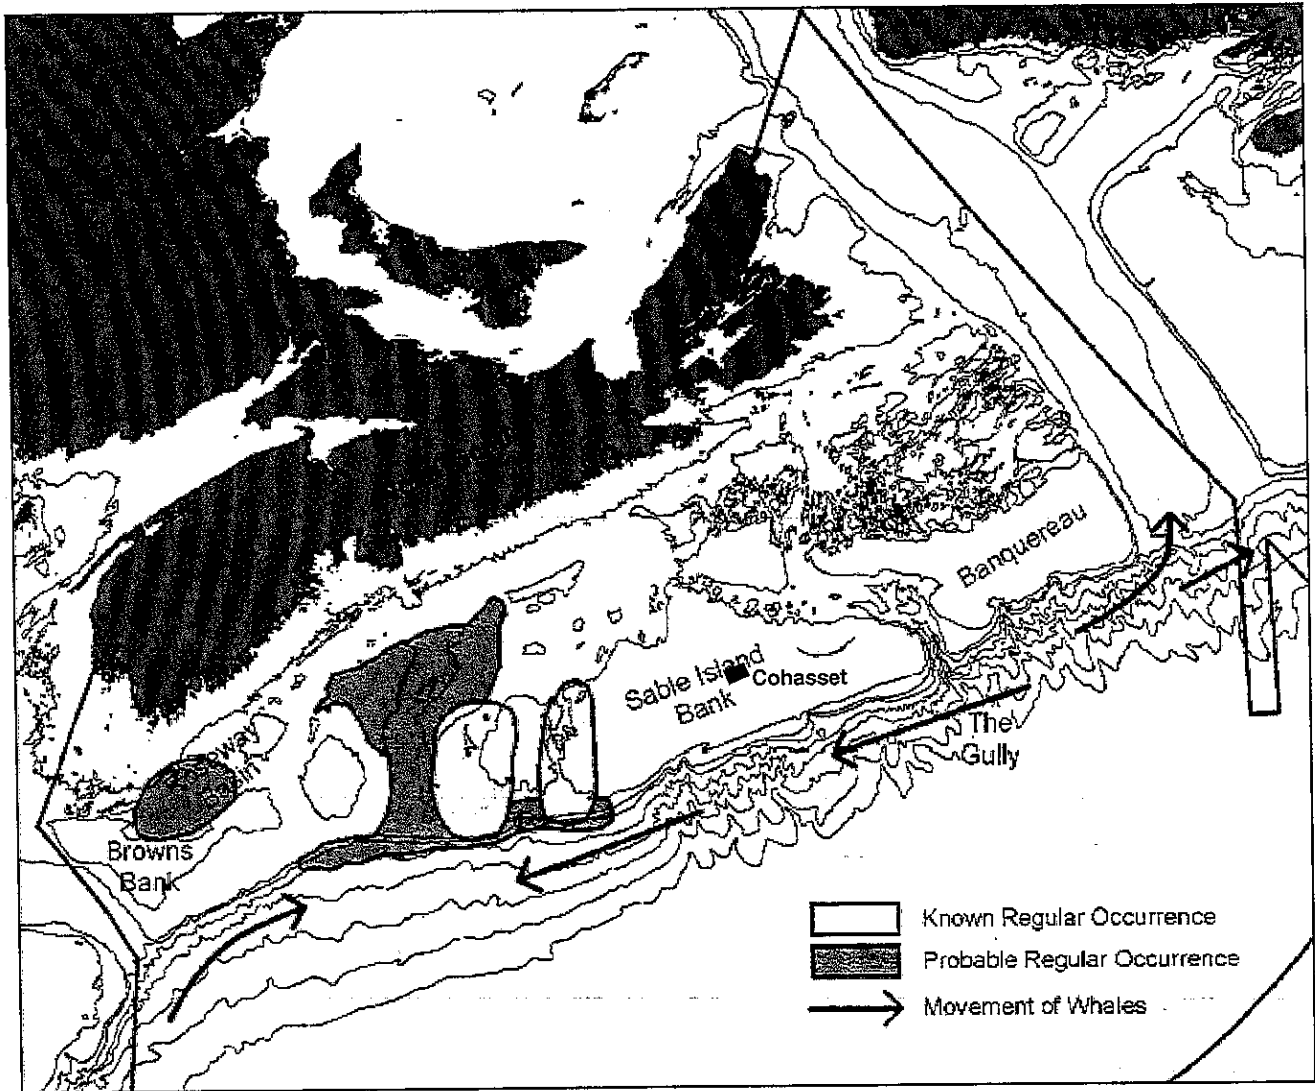 Banquereau
Sable Island
Bank
Cohasset
The
Gully
Browns
Bank
Known Regular Occurrence
Probable Regular Occurrence
Movement of Whales